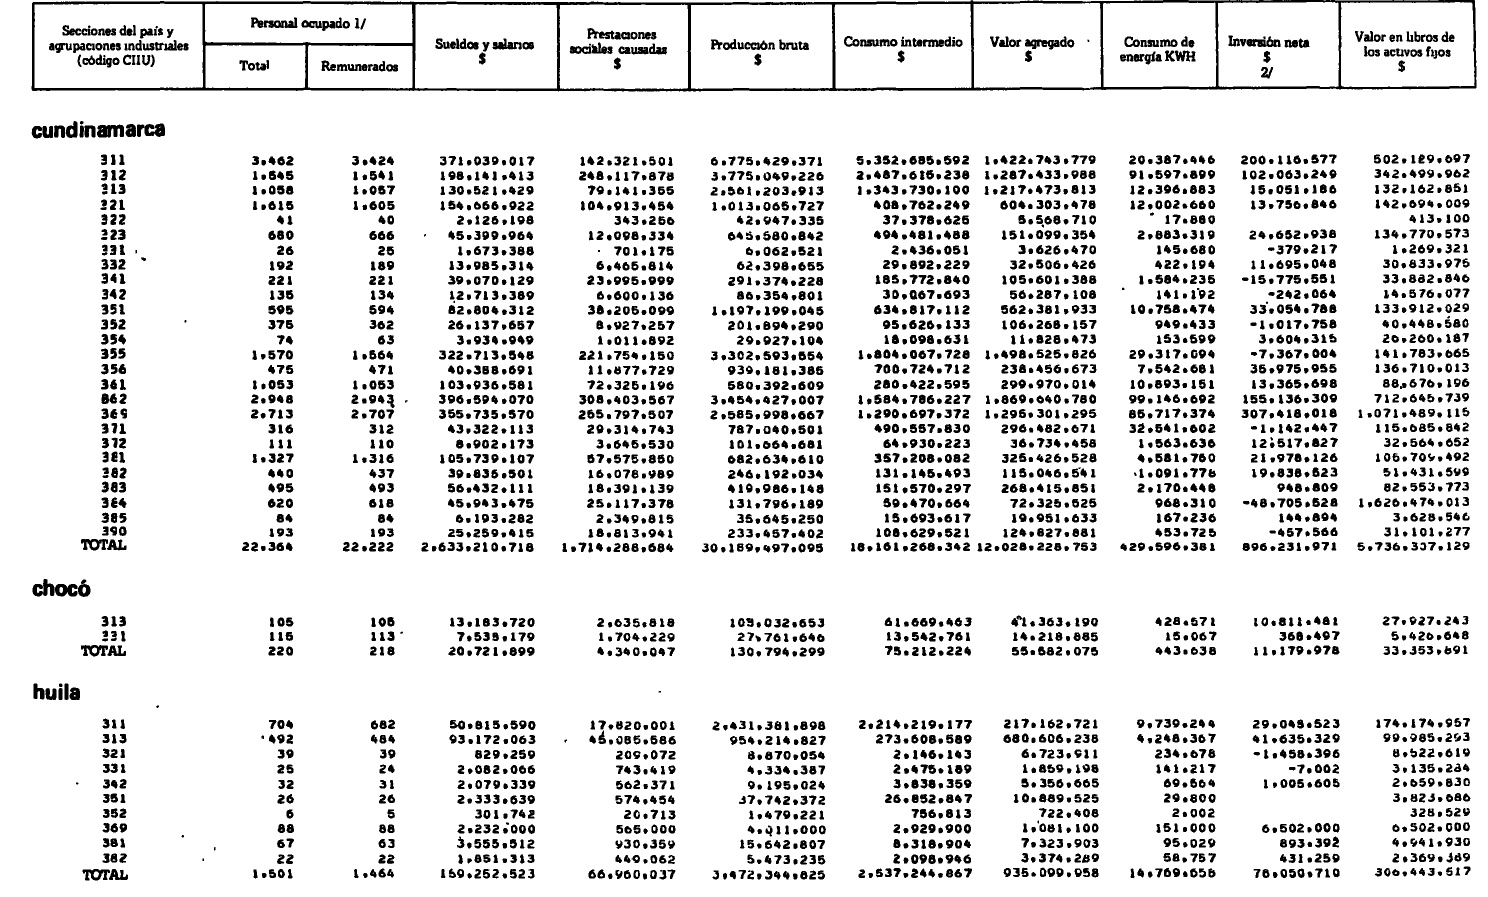 Secciones del país y agrupaciones industriales (código CIIU) Personal ocupado 1/ Total Remunerados Sueldos y salarios $ Prestaciones sociales causadas $ Producción bruta $ Consumo intermedio $ Valor agregado $ Consumo de energía KWH Inversión neta $ 2/ Valor en libros de los activos fijos $
cundinamarca
311 3.462 3.424 371.039.017 142.321.501 6.775.429.371 5.352.685.592 1.422.743.779 20.387.446 200.116.577 502.189.697
312 1.545 1.541 198.141.413 248.117.878 3.775.049.226 2.487.615.238 1.287.433.988 91.597.899 102.063.249 342.499.962
313 1.058 1.057 130.521.429 79.141.355 2.561.203.913 1.343.730.100 1.217.473.813 12.396.883 15.051.186 132.162.851
321 1.615 1.605 154.666.922 104.913.454 1.013.065.727 408.762.249 604.303.478 12.002.660 13.756.846 142.694.009
322 41 40 2.126.198 343.256 42.947.335 37.378.625 5.568.710 17.880 413.100
323 680 666 45.399.964 12.098.334 645.580.842 494.481.488 151.099.354 2.883.319 24.652.938 134.770.573
331 26 25 1.673.388 701.175 6.062.521 2.436.051 3.626.470 145.680 -379.217 1.269.321
332 192 189 13.985.314 6.465.814 62.398.655 29.892.229 32.506.426 422.194 11.695.048 30.833.975
341 221 221 39.070.129 23.995.999 291.374.228 185.772.840 105.601.388 1.584.235 -15.775.551 33.882.846
342 135 134 12.713.389 6.600.136 86.354.801 30.067.693 56.287.108 141.192 -242.064 14.576.077
351 595 594 82.804.312 38.205.099 1.197.199.045 634.817.112 562.381.933 10.758.474 33.054.788 133.912.029
352 375 362 26.137.657 8.927.257 201.894.290 95.626.133 106.268.157 949.433 -1.017.758 40.448.580
354 74 63 3.934.949 1.011.892 29.927.104 18.098.631 11.828.473 153.599 3.604.315 20.260.187
355 1.570 1.564 322.713.548 221.754.150 3.302.593.554 1.804.067.728 1.498.525.826 29.317.094 -7.367.004 141.783.665
356 475 471 40.388.691 11.877.729 939.181.385 700.724.712 238.456.673 7.542.681 35.975.955 136.710.013
361 1.053 1.053 103.936.581 72.325.196 580.392.609 280.422.595 299.970.014 10.893.151 13.365.698 88.676.196
362 2.948 2.943 396.594.070 308.403.567 3.454.427.007 1.584.786.227 1.869.640.780 99.146.692 155.136.309 712.645.739
369 2.713 2.707 355.735.570 265.797.507 2.585.998.667 1.290.697.372 1.295.301.295 85.717.374 307.418.018 1.071.489.115
371 316 312 43.322.113 29.314.743 787.040.501 490.557.830 296.482.671 32.541.602 -1.142.447 115.685.842
372 111 110 8.902.173 3.645.530 101.664.681 64.930.223 36.734.458 1.563.636 12.517.827 32.564.652
381 1.327 1.316 105.739.107 57.575.850 682.634.610 357.208.082 325.426.528 4.581.750 21.978.126 106.709.492
382 440 437 39.835.501 16.078.989 246.192.034 131.145.493 115.046.541 1.091.776 19.838.623 51.431.599
383 495 493 56.432.111 18.391.139 419.986.148 151.570.297 268.415.851 2.170.448 948.809 82.553.773
384 620 618 45.943.475 25.117.378 131.796.189 59.470.664 72.325.525 968.310 -48.705.528 1.626.474.013
385 84 84 6.193.282 2.349.815 35.645.250 15.693.617 19.951.633 167.236 144.894 3.628.546
390 193 193 25.259.415 18.813.941 233.457.402 108.629.521 124.827.881 453.725 -457.566 31.101.277
TOTAL 22.364 22.222 2.633.210.718 1.714.288.684 30.189.497.095 18.161.268.342 12.028.228.753 429.596.381 896.231.971 5.736.337.129
chocó
313 105 105 13.183.720 2.635.818 103.032.653 61.669.463 41.363.190 428.571 10.811.481 27.927.243
331 115 113 7.538.179 1.704.229 27.761.646 13.542.761 14.218.885 15.067 368.497 5.426.648
TOTAL 220 218 20.721.899 4.340.047 130.794.299 75.212.224 55.582.075 443.638 11.179.978 33.353.891
huila
311 704 682 50.815.590 17.820.001 2.431.381.898 2.214.219.177 217.162.721 9.739.244 29.048.523 174.174.957
313 492 484 93.172.063 45.085.586 954.214.827 273.608.589 680.606.238 4.248.367 41.635.329 99.985.293
321 39 39 829.259 209.072 8.870.054 2.146.143 6.723.911 234.678 -1.458.396 8.522.619
331 25 24 2.082.066 743.419 4.334.387 2.475.189 1.859.198 141.217 -7.002 3.135.234
342 32 31 2.079.339 562.371 9.195.024 3.838.359 5.356.665 69.564 1.005.605 2.659.830
351 26 26 2.333.639 574.454 37.742.372 26.852.847 10.889.525 29.800 3.823.686
352 6 5 301.742 20.713 1.479.221 756.813 722.408 2.002 328.529
369 88 88 2.232.000 565.000 4.011.000 2.929.900 1.081.100 151.000 6.502.000 6.502.000
381 67 63 3.555.512 930.359 15.642.807 8.318.904 7.323.903 95.029 893.392 4.941.930
382 22 22 1.851.313 449.062 5.473.235 2.098.946 3.374.289 58.757 431.259 2.369.369
TOTAL 1.501 1.464 159.252.523 66.960.037 3.472.344.825 2.537.244.867 935.099.958 14.769.658 78.050.710 306.443.517